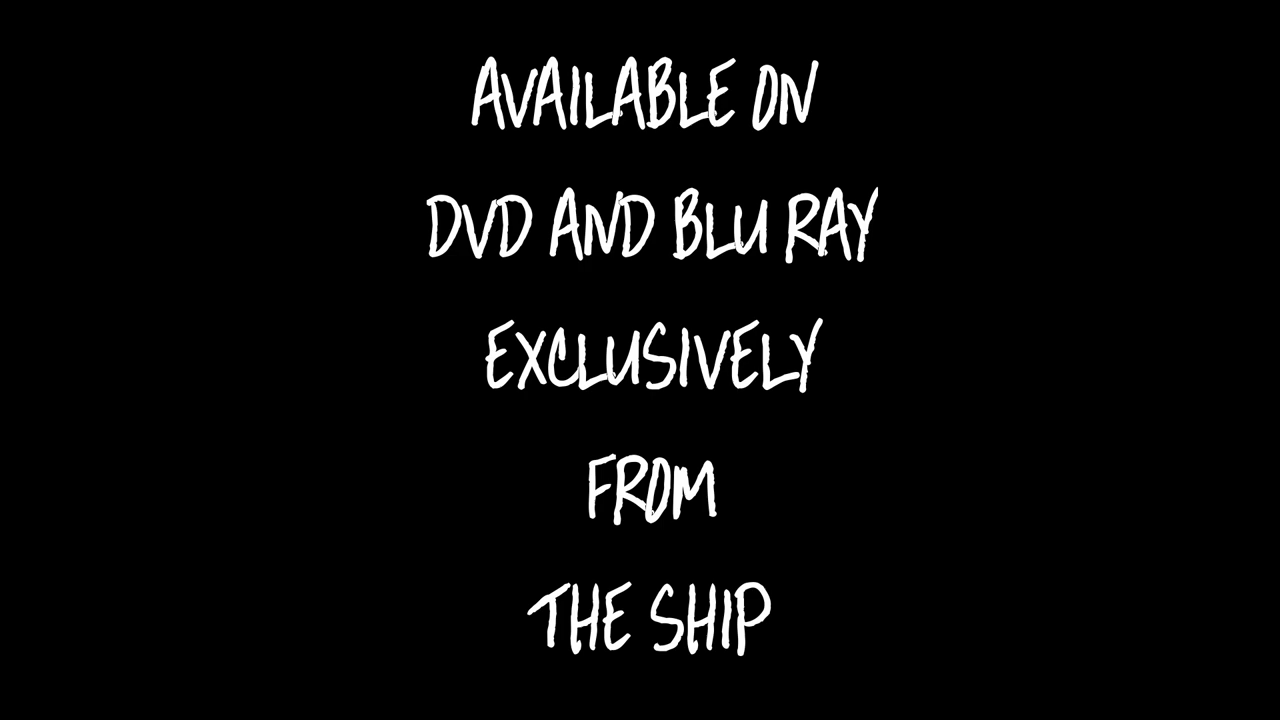 AVAILABLE ON
DVD AND BLU RAY
EXCLUSIVELY
FROM
THE SHIP